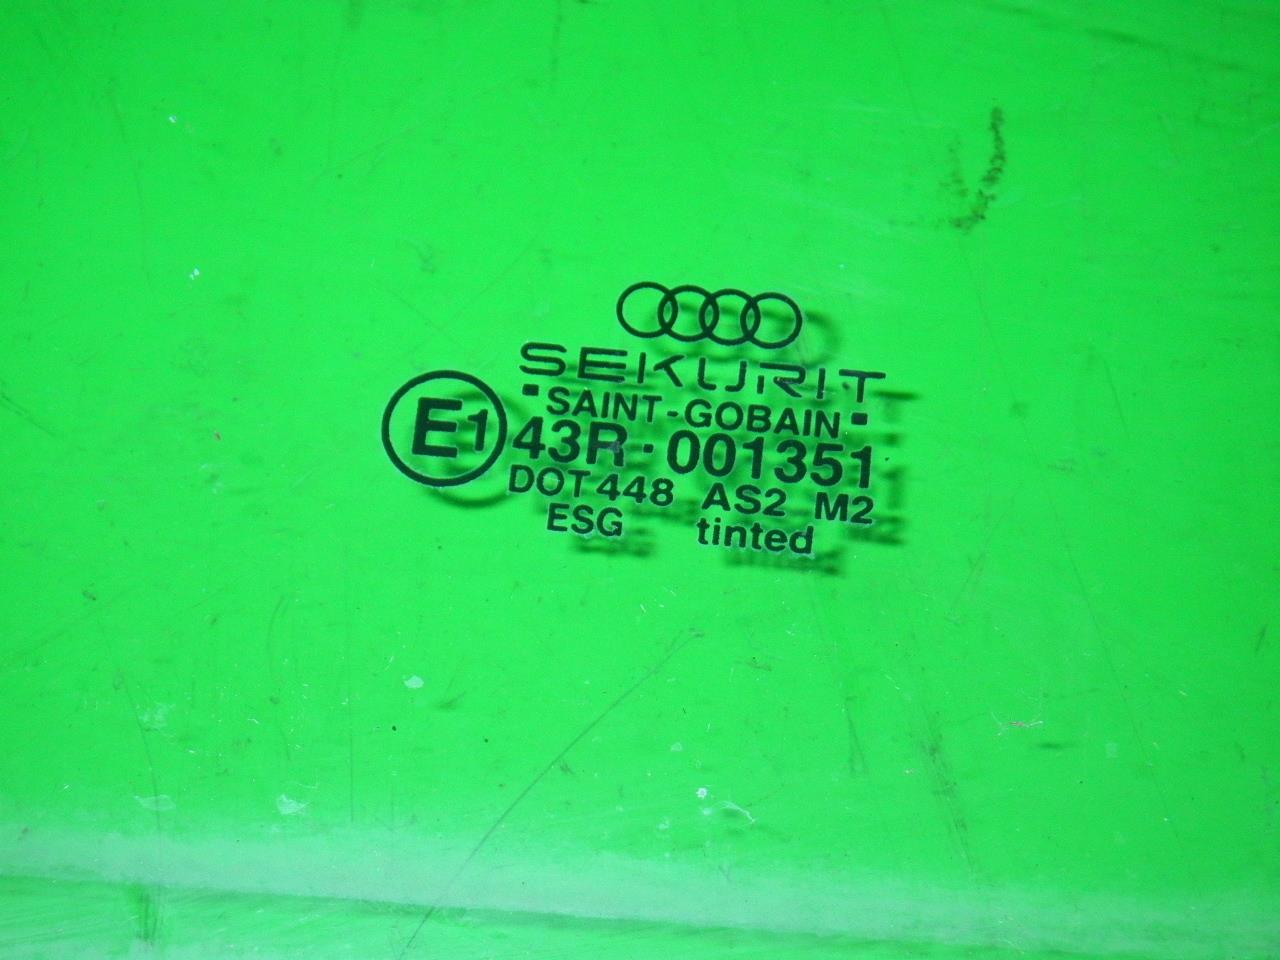 SEKURIT
SAINT-GOBAIN
E1 43R·001351
DOT 448 AS2 M2
ESG tinted